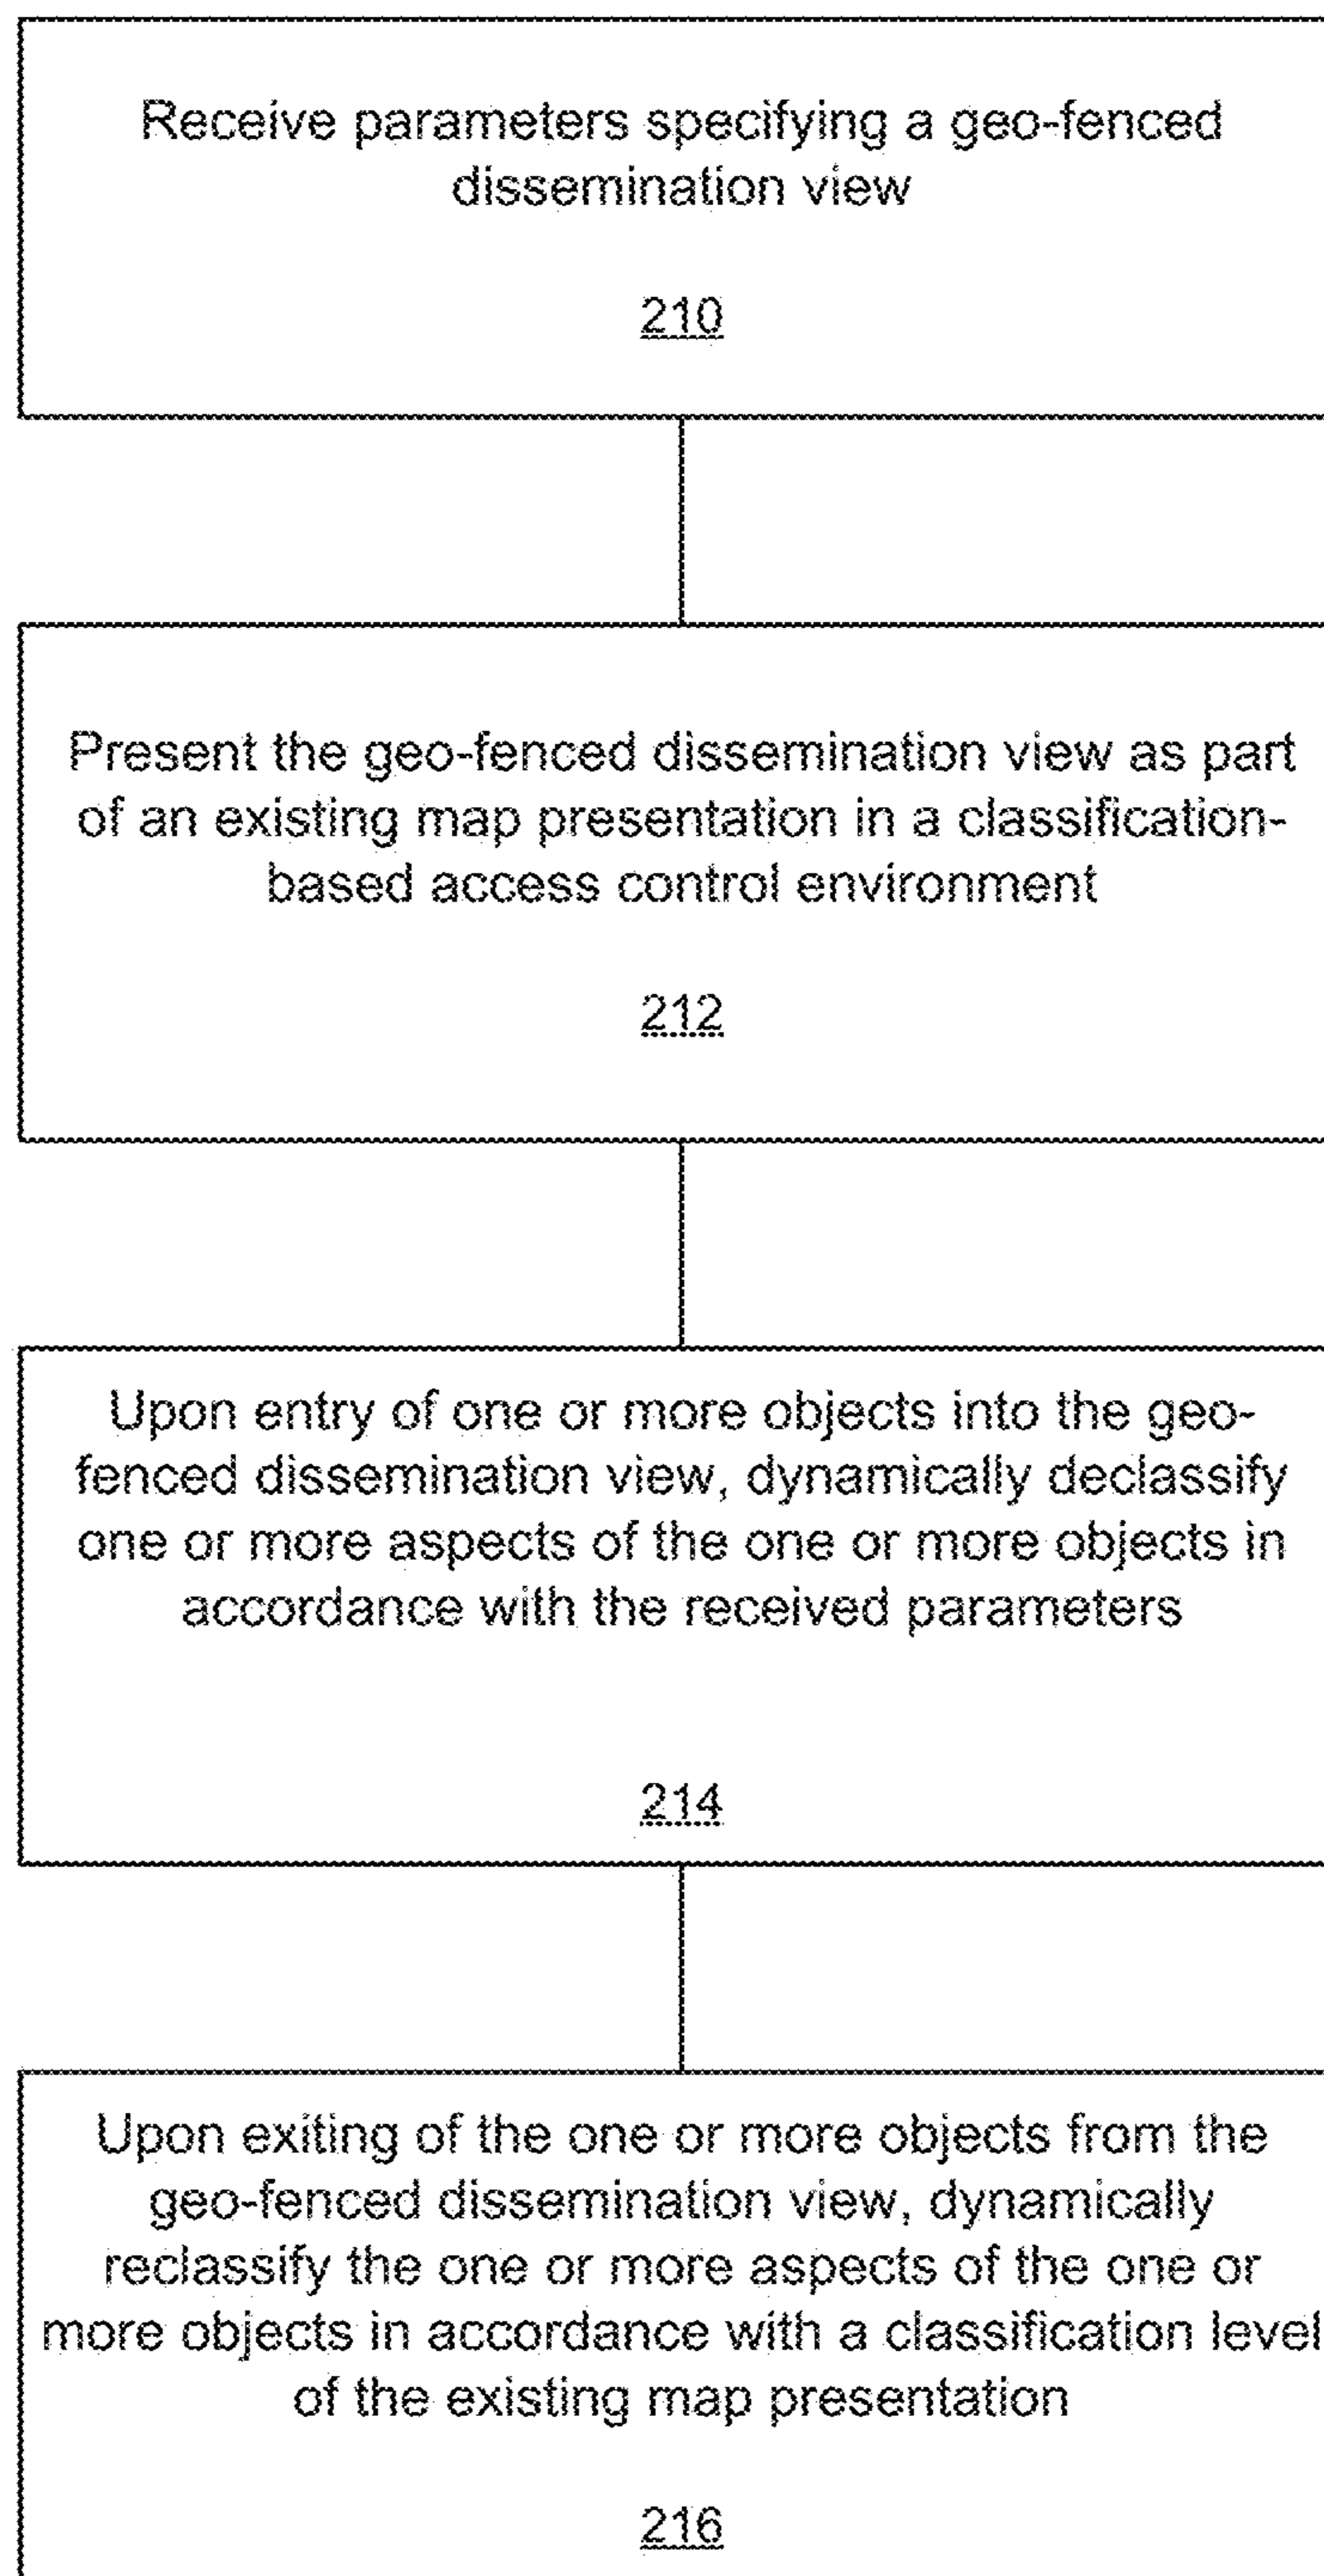 Receive parameters specifying a geo-fenced
dissemination view
210
Present the geo-fenced dissemination view as part
of an existing map presentation in a classification-
based access control environment
212
Upon entry of one or more objects into the geo-
fenced dissemination view, dynamically declassify
one or more aspects of the one or more objects in
accordance with the received parameters
214
Upon exiting of the one or more objects from the
geo-fenced dissemination view, dynamically
reclassify the one or more aspects of the one or
more objects in accordance with a classification level
of the existing map presentation
216